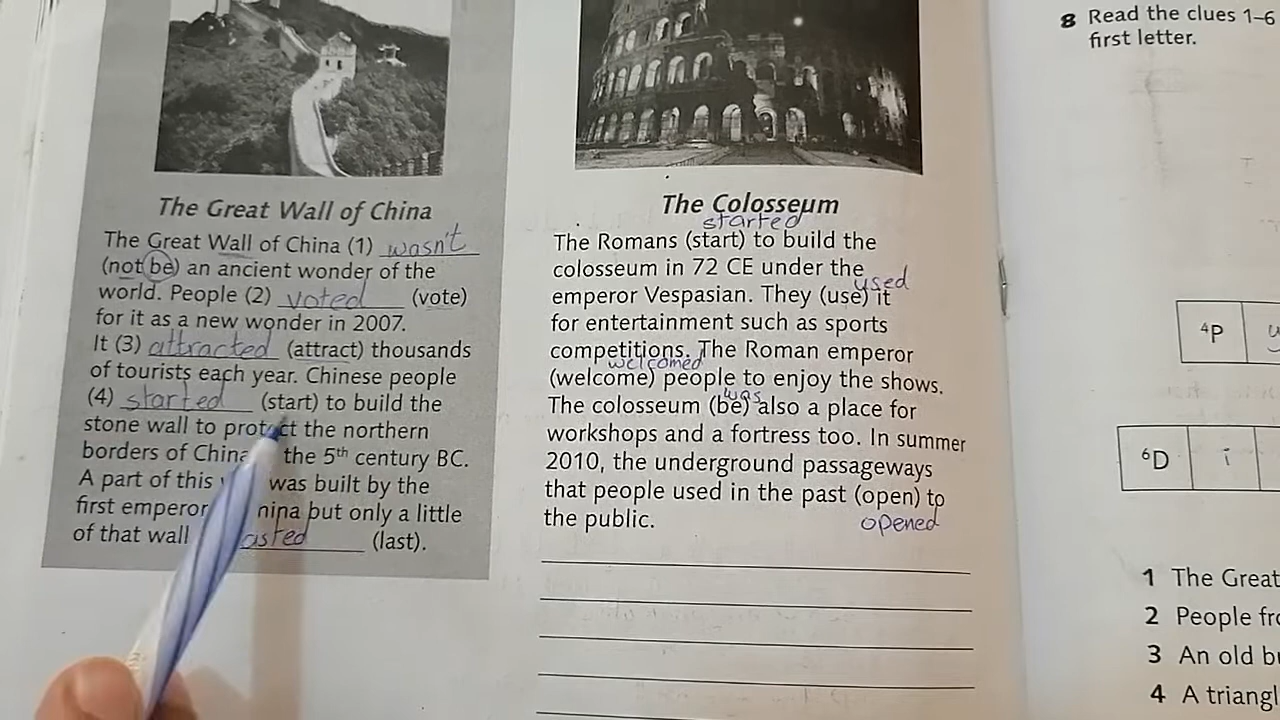 The Great Wall of China
The Great Wall of China (1) wasn't
(not be) an ancient wonder of the
world. People (2) voted (vote)
for it as a new wonder in 2007.
It (3) attracted (attract) thousands
of tourists each year. Chinese people
(4) started (start) to build the
stone wall to protect the northern
borders of China the 5th century BC.
A part of this was built by the
first emperor but only a little
of that wall (last).
The Colosseum
started
The Romans (start) to build the
colosseum in 72 CE under the
used
emperor Vespasian. They (use) it
for entertainment such as sports
competitions. The Roman emperor
welcomed
(welcome) people to enjoy the shows.
was
The colosseum (be) also a place for
workshops and a fortress too. In summer
2010, the underground passageways
that people used in the past (open) to
the public.
opened
8 Read the clues 1–6
first letter.
4P
6D i
1 The Great
2 People
3 An old
4 A